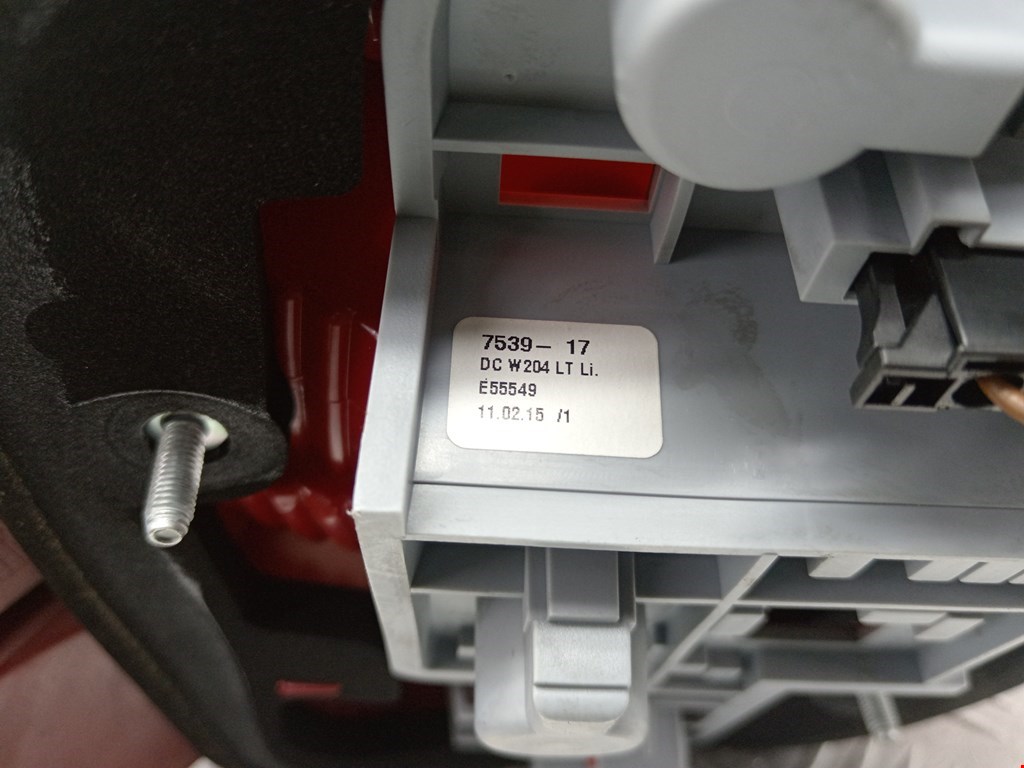 7539– 17
DC W204 LT Li.
E55549
11.02.15 /1